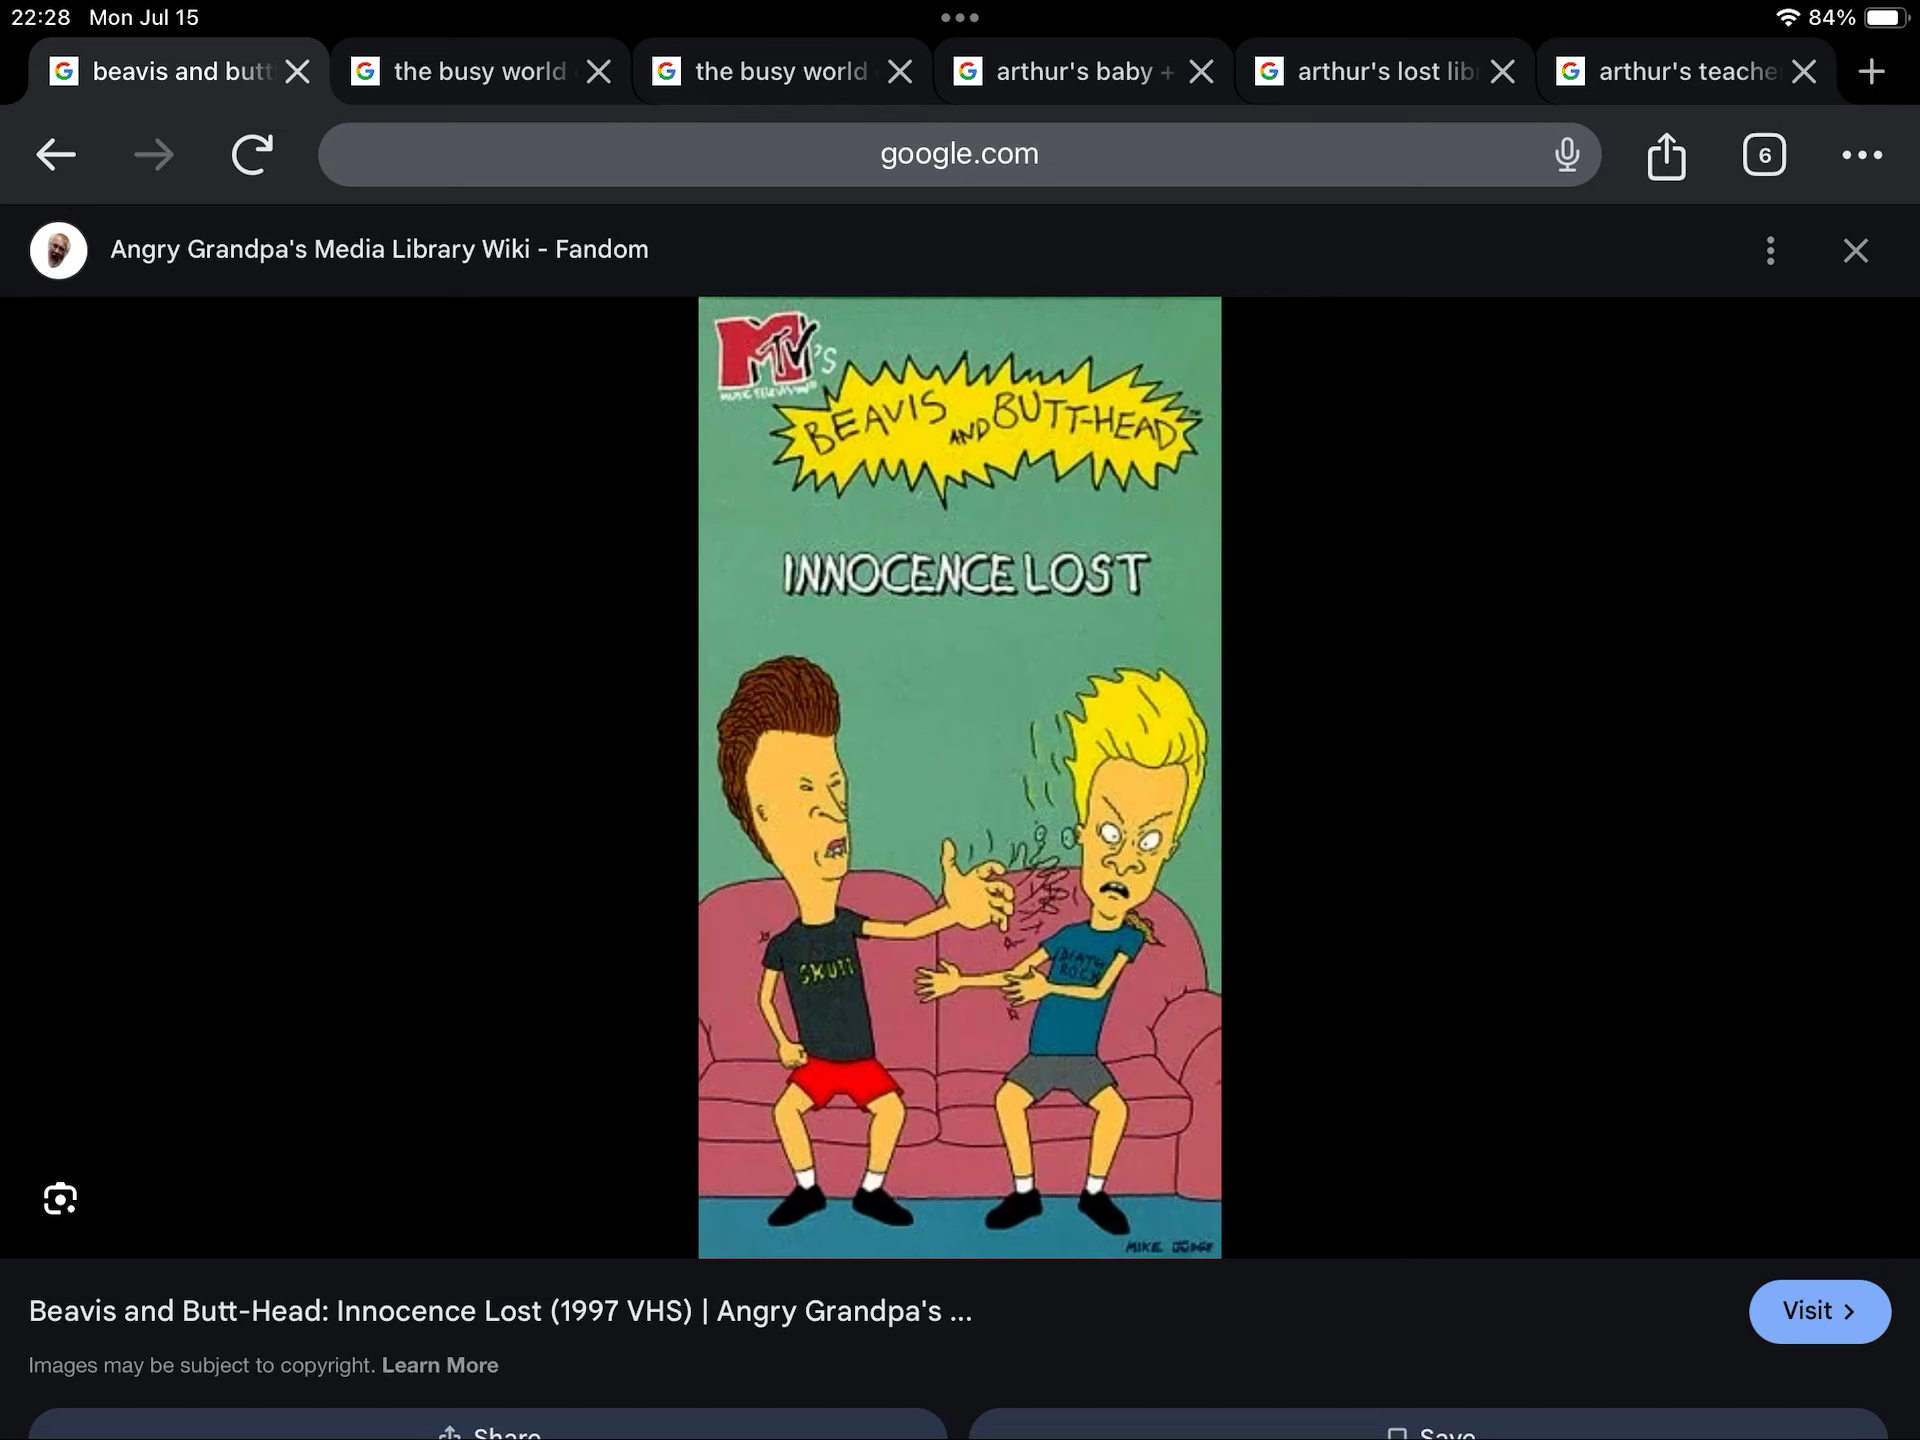 22:28 Mon Jul 15
84%
beavis and butt
the busy world
the busy world
arthur's baby +
arthur's lost lib
arthur's teache
google.com
6
Angry Grandpa's Media Library Wiki - Fandom
MTV's
MUSIC TELEVISION
BEAVIS AND BUTT-HEAD™
INNOCENCE LOST
SKULL
DEATH
ROCK
MIKE JUDGE
Beavis and Butt-Head: Innocence Lost (1997 VHS) | Angry Grandpa's ...
Visit
Images may be subject to copyright. Learn More
Share
Save